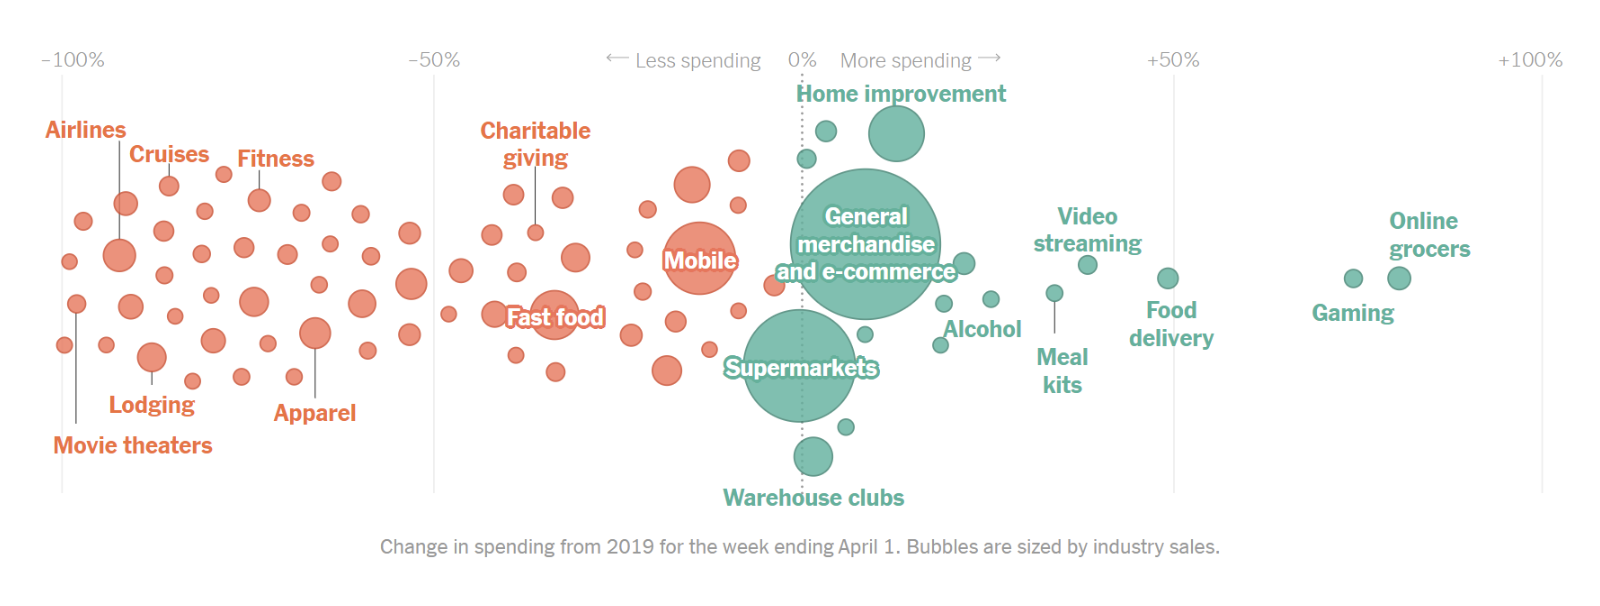 −100%
−50%
← Less spending
0%
More spending →
+50%
+100%
Home improvement
Airlines
Cruises
Fitness
Charitable
giving
General
merchandise
and e-commerce
Video
streaming
Online
grocers
Mobile
Fast food
Alcohol
Food
delivery
Gaming
Meal
kits
Supermarkets
Lodging
Apparel
Movie theaters
Warehouse clubs
Change in spending from 2019 for the week ending April 1. Bubbles are sized by industry sales.